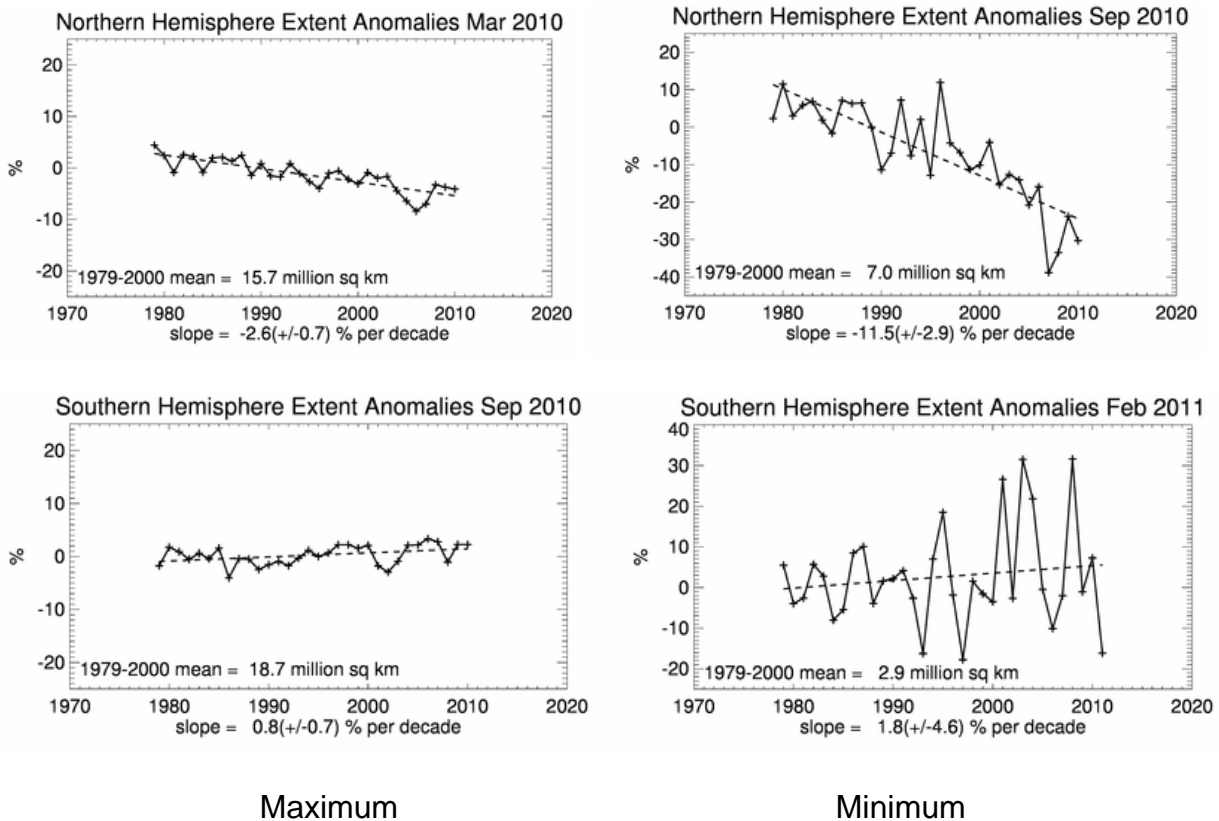 Northern Hemisphere Extent Anomalies Mar 2010
20
10
0
-10
-20
%
1979-2000 mean = 15.7 million sq km
1970 1980 1990 2000 2010 2020
slope = -2.6(+/-0.7) % per decade
Northern Hemisphere Extent Anomalies Sep 2010
20
10
0
-10
-20
-30
-40
%
1979-2000 mean = 7.0 million sq km
1970 1980 1990 2000 2010 2020
slope = -11.5(+/-2.9) % per decade
Southern Hemisphere Extent Anomalies Sep 2010
20
10
0
-10
-20
%
1979-2000 mean = 18.7 million sq km
1970 1980 1990 2000 2010 2020
slope = 0.8(+/-0.7) % per decade
Southern Hemisphere Extent Anomalies Feb 2011
40
30
20
10
0
-10
-20
%
1979-2000 mean = 2.9 million sq km
1970 1980 1990 2000 2010 2020
slope = 1.8(+/-4.6) % per decade
Maximum
Minimum